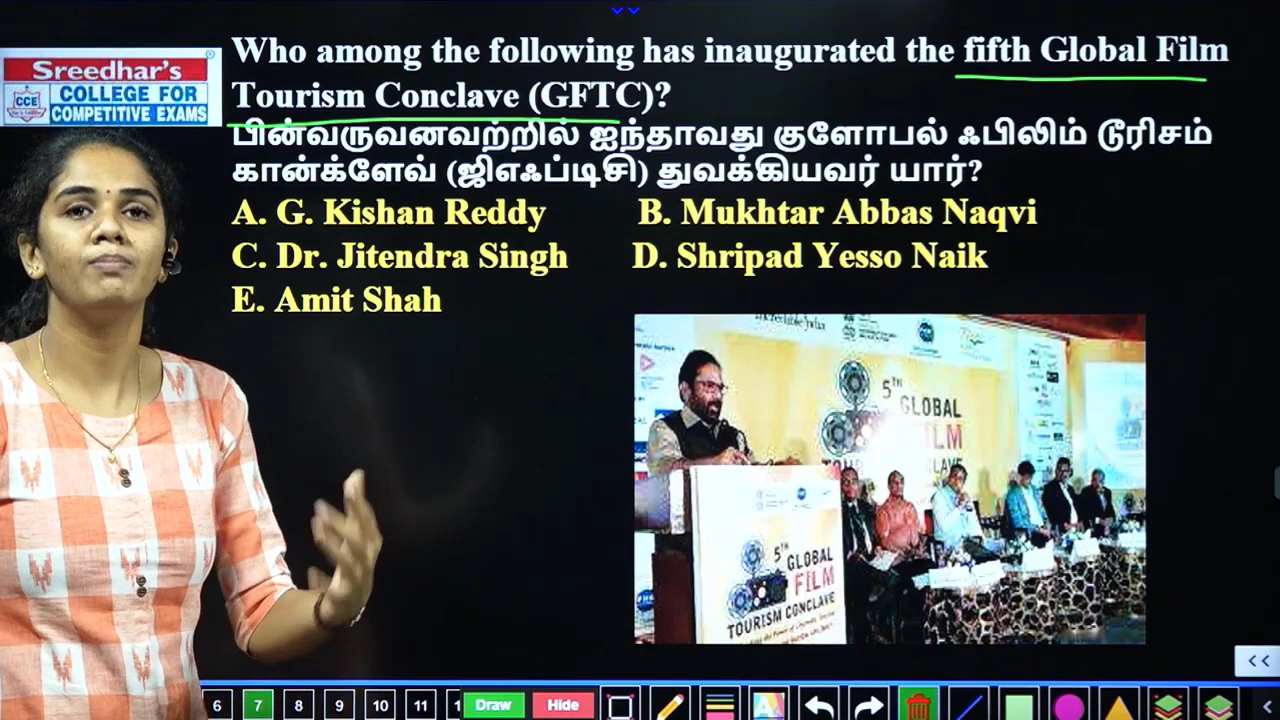 Sreedhar's
CCE
COLLEGE FOR
COMPETITIVE EXAMS
Who among the following has inaugurated the fifth Global Film
Tourism Conclave (GFTC)?
பின்வருவனவற்றில் ஐந்தாவது குளோபல் ஃபிலிம் டூரிசம்
கான்க்ளேவ் (ஜிஎஃப்டிசி) துவக்கியவர் யார்?
A. G. Kishan Reddy B. Mukhtar Abbas Naqvi
C. Dr. Jitendra Singh D. Shripad Yesso Naik
E. Amit Shah
5TH
GLOBAL
FILM
5TH
GLOBAL
FILM
TOURISM CONCLAVE
6 7 8 9 10 11 Draw Hide